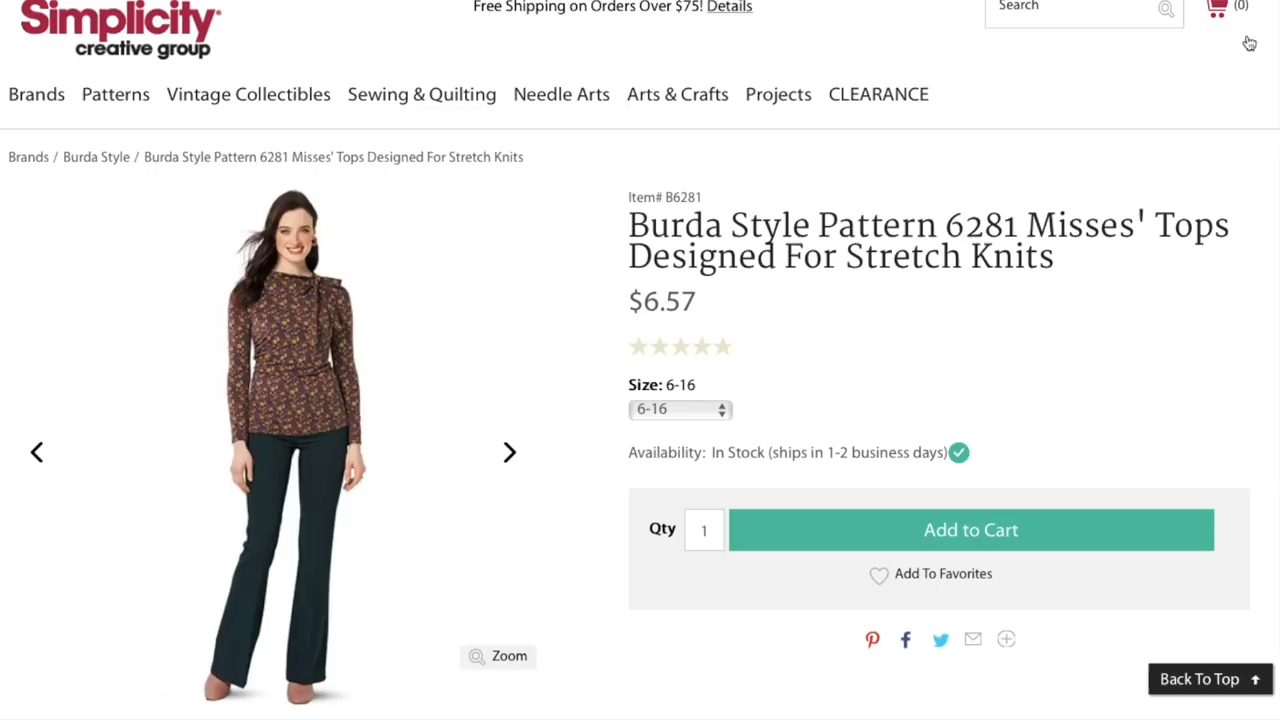 Simplicity
creative group
Free Shipping on Orders Over $75! Details
Search
(0)
Brands Patterns Vintage Collectibles Sewing & Quilting Needle Arts Arts & Crafts Projects CLEARANCE
Brands / Burda Style / Burda Style Pattern 6281 Misses' Tops Designed For Stretch Knits
Item# B6281
Burda Style Pattern 6281 Misses' Tops
Designed For Stretch Knits
$6.57
Size: 6-16
6-16
Availability: In Stock (ships in 1-2 business days)
Qty 1 Add to Cart
Add To Favorites
Zoom
Back To Top